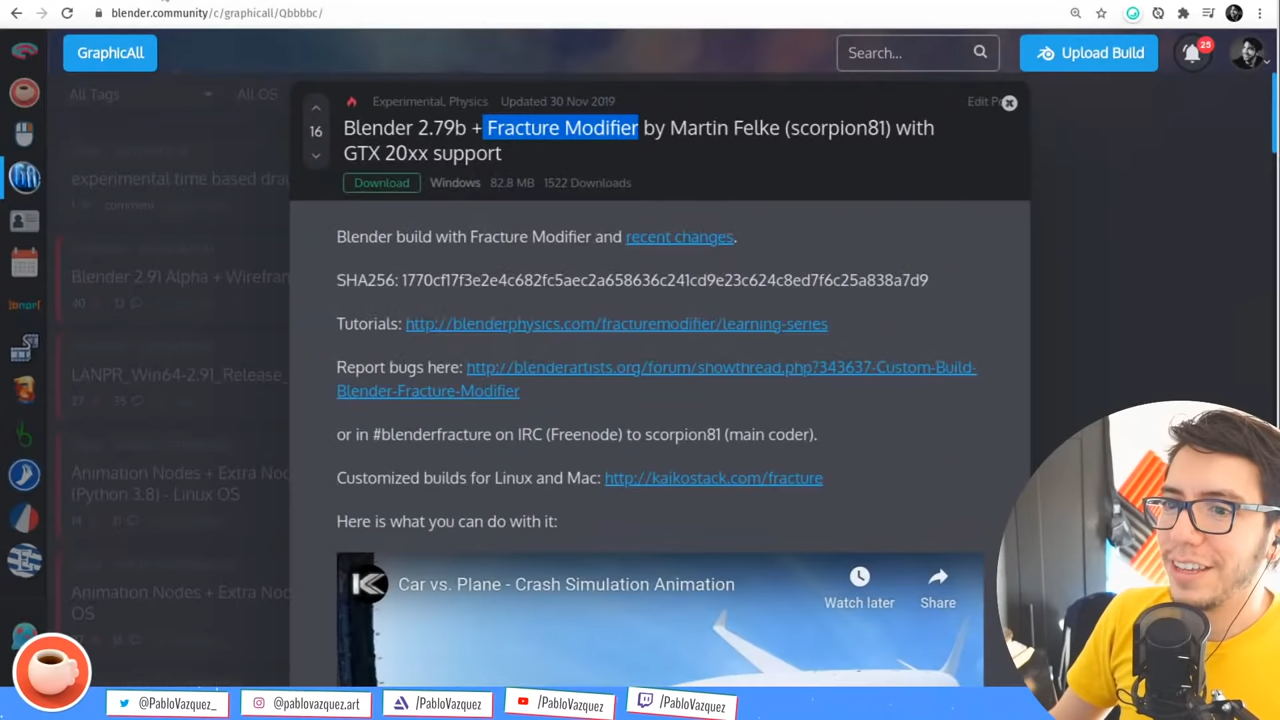 blender.community/c/graphicall/Qbbbbc/
GraphicAll
Search...
Upload Build
25
All Tags
All OS
Experimental, Physics Updated 30 Nov 2019
Edit P
16
Blender 2.79b + Fracture Modifier by Martin Felke (scorpion81) with
GTX 20xx support
Download Windows 82.8 MB 1522 Downloads
experimental time based dra
comment
Blender build with Fracture Modifier and recent changes.
Blender 2.91 Alpha + Wirefran
SHA256: 1770cf17f3e2e4c682fc5aec2a658636c241cd9e23c624c8ed7f6c25a838a7d9
Tutorials: http://blenderphysics.com/fracturemodifier/learning-series
LANPR_Win64-2.91_Release_
Report bugs here: http://blenderartists.org/forum/showthread.php?343637-Custom-Build-
Blender-Fracture-Modifier
or in #blenderfracture on IRC (Freenode) to scorpion81 (main coder).
Animation Nodes + Extra Nod
(Python 3.8) - Linux OS
Customized builds for Linux and Mac: http://kaikostack.com/fracture
Here is what you can do with it:
Animation Nodes + Extra Nod
OS
Car vs. Plane - Crash Simulation Animation
Watch later
Share
@PabloVazquez_
@pablovazquez.art
/PabloVazquez
/PabloVazquez
/PabloVazquez